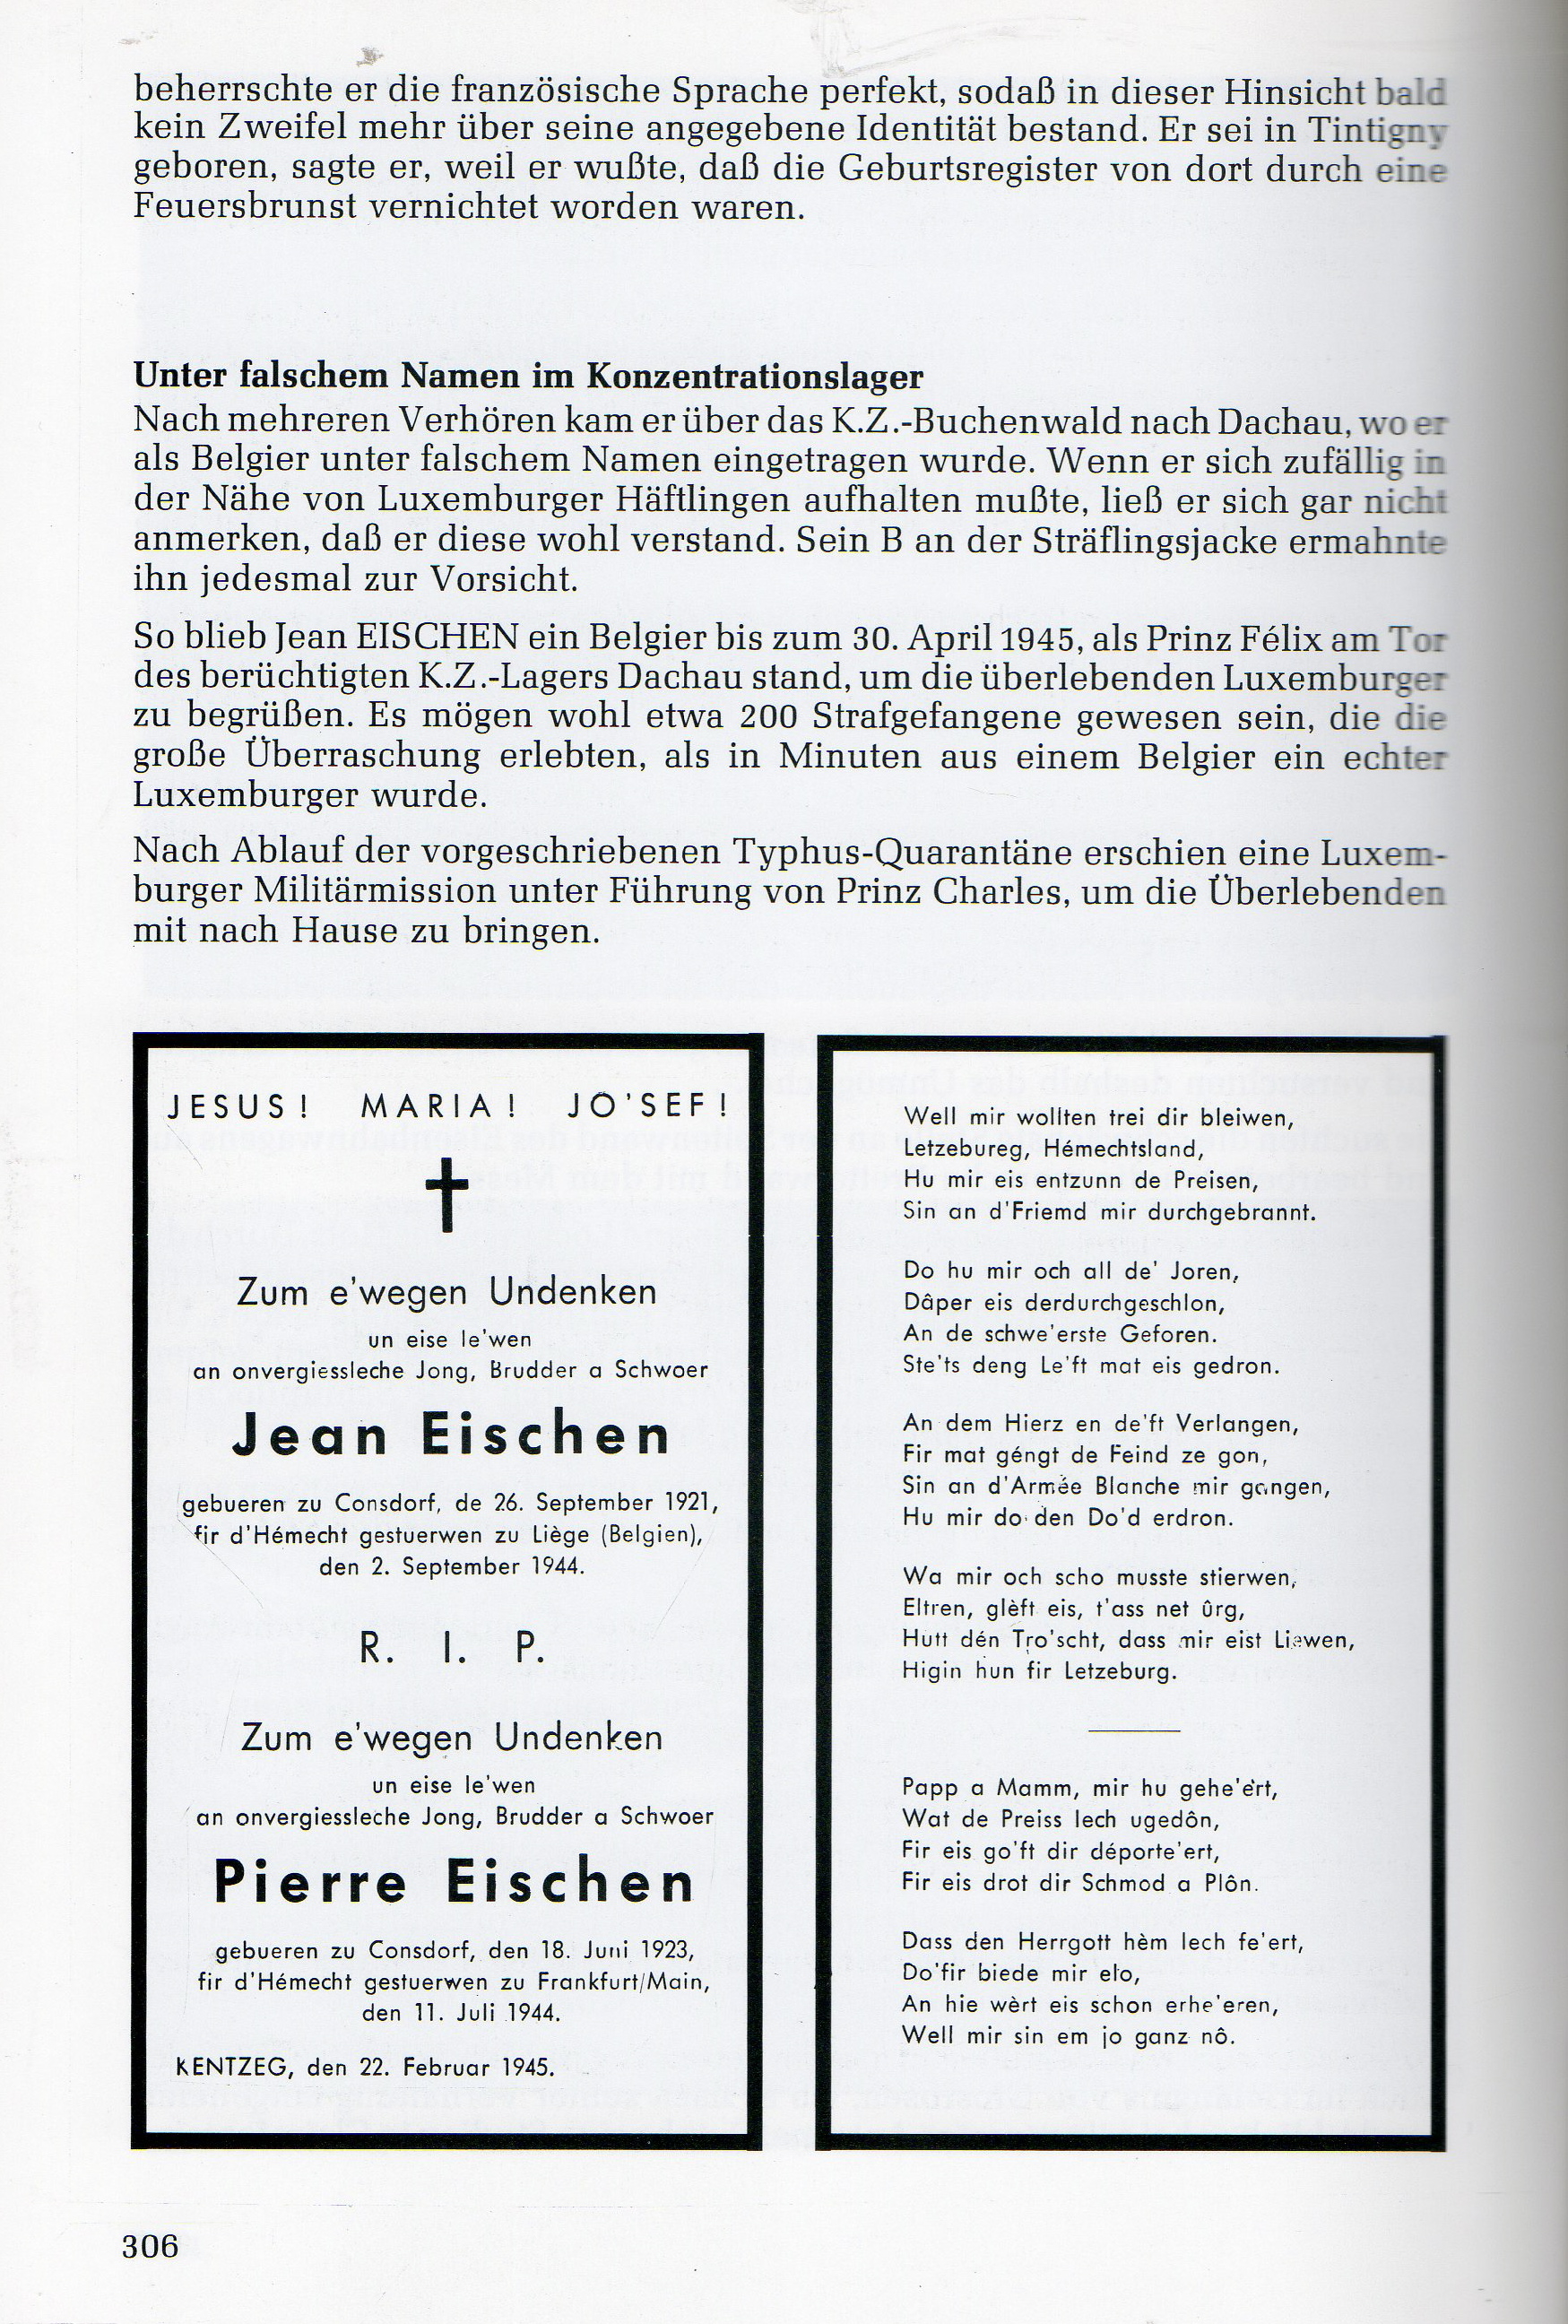 beherrschte er die französische Sprache perfekt, sodaß in dieser Hinsicht bald
kein Zweifel mehr über seine angegebene Identität bestand. Er sei in Tintigny
geboren, sagte er, weil er wußte, daß die Geburtsregister von dort durch eine
Feuersbrunst vernichtet worden waren.
Unter falschem Namen im Konzentrationslager
Nach mehreren Verhören kam er über das K.Z.-Buchenwald nach Dachau, wo er
als Belgier unter falschem Namen eingetragen wurde. Wenn er sich zufällig in
der Nähe von Luxemburger Häftlingen aufhalten mußte, ließ er sich gar nicht
anmerken, daß er diese wohl verstand. Sein B an der Sträflingsjacke ermahnte
ihn jedesmal zur Vorsicht.
So blieb Jean EISCHEN ein Belgier bis zum 30. April 1945, als Prinz Félix am Tor
des berüchtigten K.Z.-Lagers Dachau stand, um die überlebenden Luxemburger
zu begrüßen. Es mögen wohl etwa 200 Strafgefangene gewesen sein, die die
große Überraschung erlebten, als in Minuten aus einem Belgier ein echter
Luxemburger wurde.
Nach Ablauf der vorgeschriebenen Typhus-Quarantäne erschien eine Luxem-
burger Militärmission unter Führung von Prinz Charles, um die Überlebenden
mit nach Hause zu bringen.
JESUS! MARIA! JO'SEF!
Zum e'wegen Undenken
un eise le'wen
an onvergiessleche Jong, Brudder a Schwoer
Jean Eischen
gebueren zu Consdorf, de 26. September 1921,
fir d'Hémecht gestuerwen zu Liège (Belgien),
den 2. September 1944.
R. I. P.
Zum e'wegen Undenken
un eise le'wen
an onvergiessleche Jong, Brudder a Schwoer
Pierre Eischen
gebueren zu Consdorf, den 18. Juni 1923,
fir d'Hémecht gestuerwen zu Frankfurt/Main,
den 11. Juli 1944.
KENTZEG, den 22. Februar 1945.
Well mir wollten trei dir bleiwen,
Letzebureg, Hémechtsland,
Hu mir eis entzunn de Preisen,
Sin an d'Friemd mir durchgebrannt.
Do hu mir och all de' Joren,
Dâper eis derdurchgeschlon,
An de schwe'erste Geforen.
Ste'ts deng Le'ft mat eis gedron.
An dem Hierz en de'ft Verlangen,
Fir mat géngt de Feind ze gon,
Sin an d'Armée Blanche mir gangen,
Hu mir do den Do'd erdron.
Wa mir och scho musste stierwen,
Eltren, glèft eis, t'ass net ûrg,
Hutt dén Tro'scht, dass mir eist Liewen,
Higin hun fir Letzeburg.
Papp a Mamm, mir hu gehe'ert,
Wat de Preiss Iech ugedôn,
Fir eis go'ft dir déporte'ert,
Fir eis drot dir Schmod a Plôn.
Dass den Herrgott hèm Iech fe'ert,
Do'fir biede mir elo,
An hie wèrt eis schon erhe'eren,
Well mir sin em jo ganz nô.
306